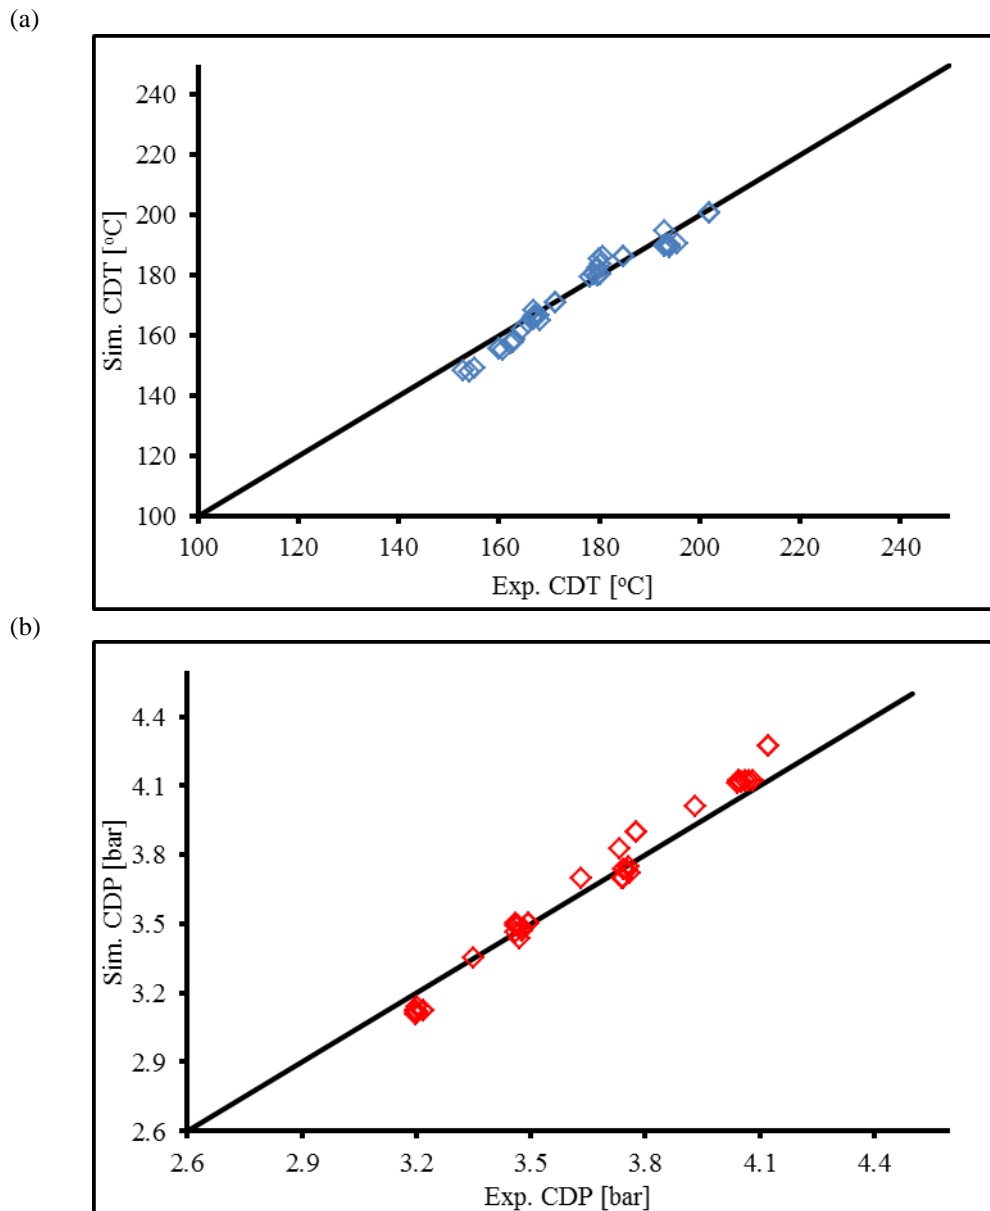 (a)
240
220
200
180
160
140
120
100
Sim. CDT [°C]
100 120 140 160 180 200 220 240
Exp. CDT [°C]
(b)
4.4
4.1
3.8
3.5
3.2
2.9
2.6
Sim. CDP [bar]
2.6 2.9 3.2 3.5 3.8 4.1 4.4
Exp. CDP [bar]